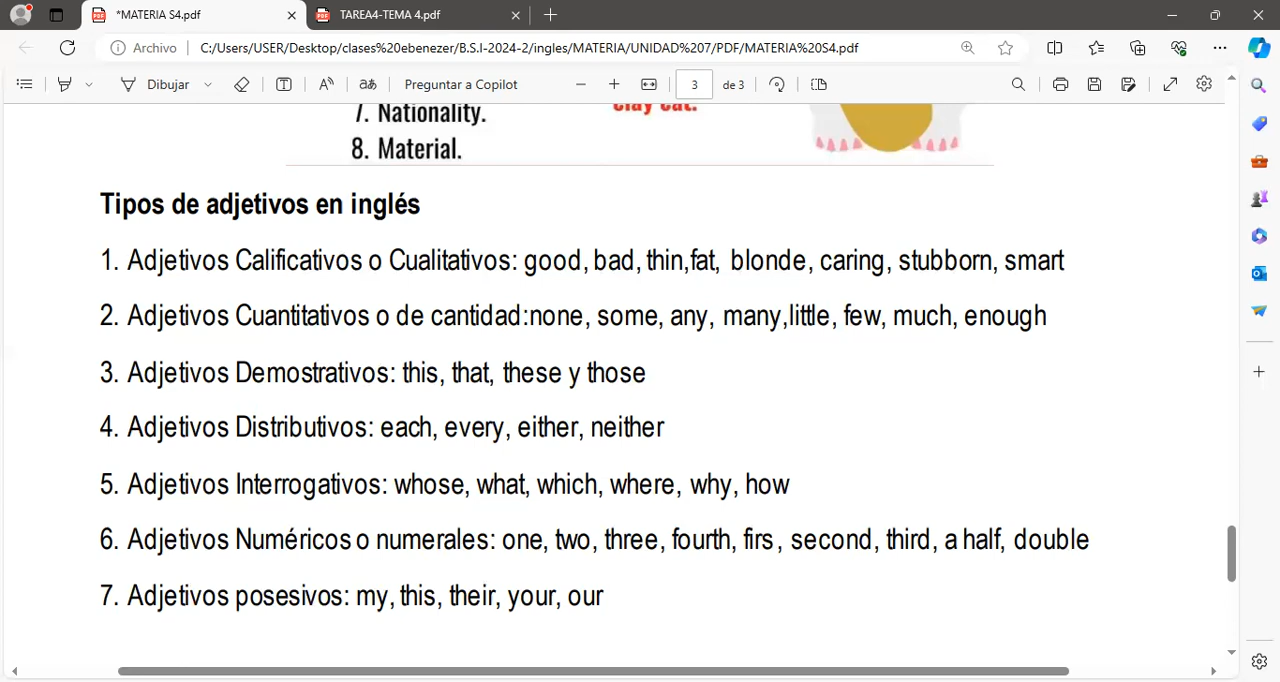 *MATERIA S4.pdf
TAREA4-TEMA 4.pdf
Archivo
C:/Users/USER/Desktop/clases%20ebenezer/B.S.I-2024-2/ingles/MATERIA/UNIDAD%207/PDF/MATERIA%20S4.pdf
Dibujar
Preguntar a Copilot
3 de 3
7. Nationality.
clay cat.
8. Material.
Tipos de adjetivos en inglés
1. Adjetivos Calificativos o Cualitativos: good, bad, thin,fat, blonde, caring, stubborn, smart
2. Adjetivos Cuantitativos o de cantidad:none, some, any, many,little, few, much, enough
3. Adjetivos Demostrativos: this, that, these y those
4. Adjetivos Distributivos: each, every, either, neither
5. Adjetivos Interrogativos: whose, what, which, where, why, how
6. Adjetivos Numéricos o numerales: one, two, three, fourth, firs, second, third, a half, double
7. Adjetivos posesivos: my, this, their, your, our